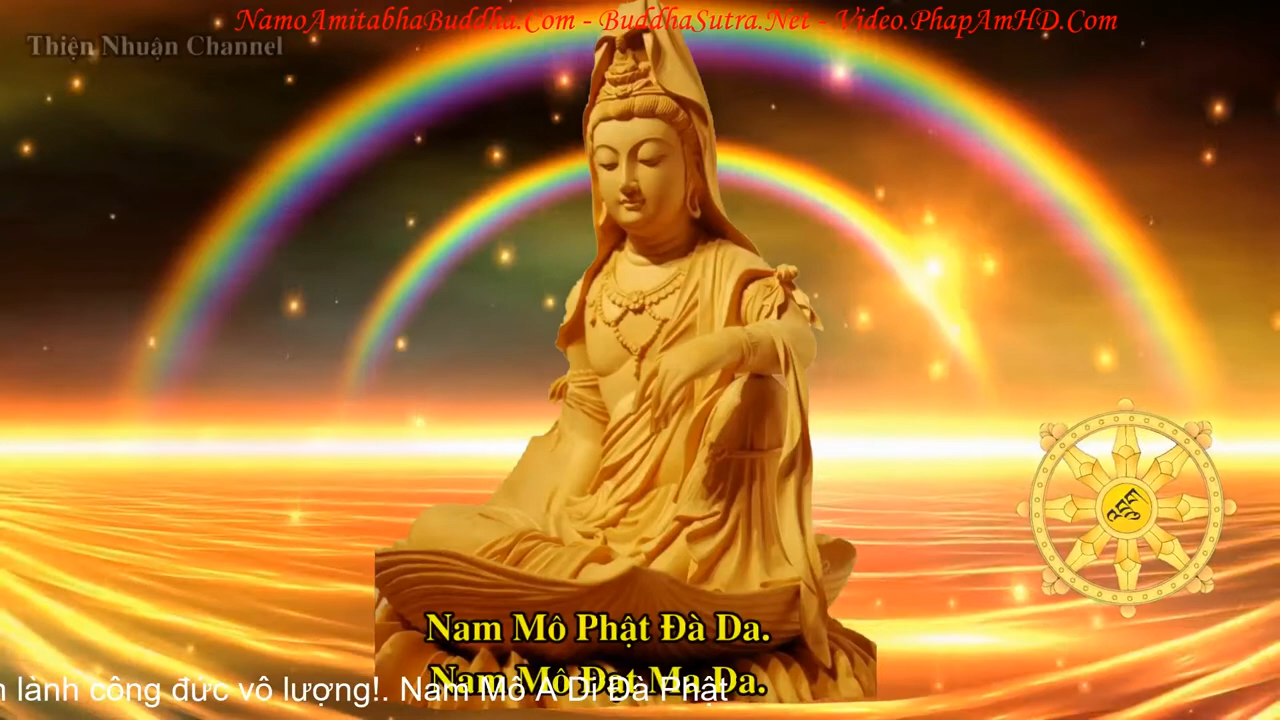 NamoAmitabhaBuddha.Com - BuddhaSutra.Net - Video.PhapAmHD.Com
Thiện Nhuận Channel
Nam Mô Phật Đà Da.
Nam Mô Đạt Ma Da.
lành công đức vô lượng!. Nam Mô A Di Đà Phật